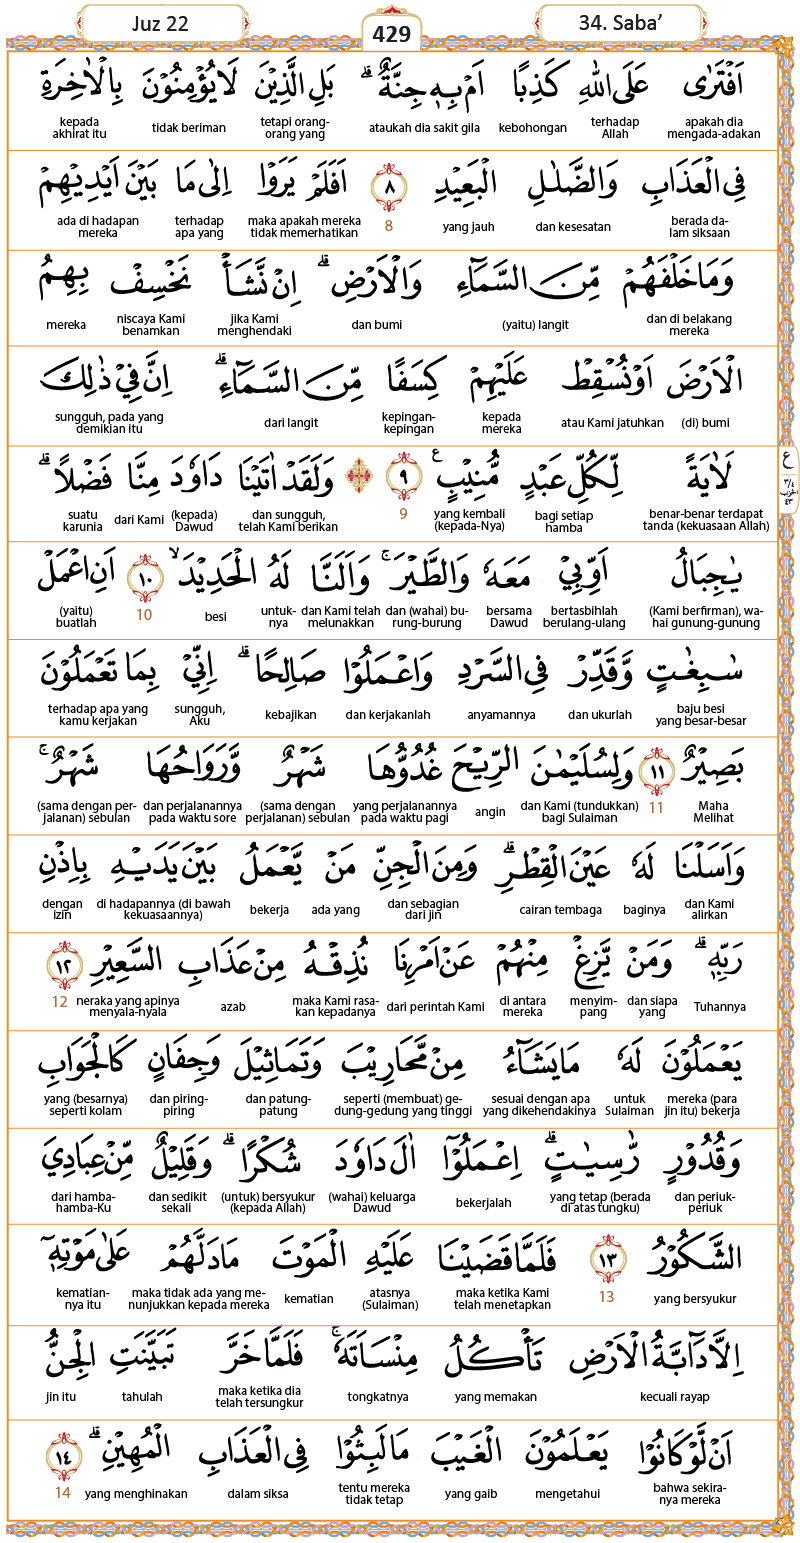 Juz 22
429
34. Saba’
اَفْتَرٰى عَلَى اللّٰهِ كَذِبًا اَمْ بِهٖ جِنَّةٌ ۗ بَلِ الَّذِيْنَ لَا يُؤْمِنُوْنَ بِالْاٰخِرَةِ
apakah dia mengada-adakan terhadap Allah kebohongan ataukah dia sakit gila tetapi orang-orang yang tidak beriman kepada akhirat itu
فِى الْعَذَابِ وَالضَّلٰلِ الْبَعِيْدِ ٨ اَفَلَمْ يَرَوْا اِلٰى مَا بَيْنَ اَيْدِيْهِمْ
berada dalam siksaan dan kesesatan yang jauh 8 maka apakah mereka tidak memerhatikan terhadap apa yang ada di hadapan mereka
وَمَا خَلْفَهُمْ مِّنَ السَّمَاۤءِ وَالْاَرْضِۗ اِنْ نَّشَأْ نَخْسِفْ بِهِمُ
dan di belakang mereka (yaitu) langit dan bumi jika Kami menghendaki niscaya Kami benamkan mereka
الْاَرْضَ اَوْ نُسْقِطْ عَلَيْهِمْ كِسَفًا مِّنَ السَّمَاۤءِۗ اِنَّ فِيْ ذٰلِكَ
(di) bumi atau Kami jatuhkan kepada mereka kepingan-kepingan dari langit sungguh, pada yang demikian itu
لَاٰيَةً لِّكُلِّ عَبْدٍ مُّنِيْبٍ ࣖ ٩ وَلَقَدْ اٰتَيْنَا دَاوٗدَ مِنَّا فَضْلًاۗ
benar-benar terdapat tanda (kekuasaan Allah) bagi setiap hamba yang kembali (kepada-Nya) 9 dan sungguh, telah Kami berikan (kepada) Dawud dari Kami suatu karunia
ع
٣/٤
الحزب
٤٣
يٰجِبَالُ اَوِّبِيْ مَعَهٗ وَالطَّيْرَۚ وَاَلَنَّا لَهُ الْحَدِيْدَۙ ١٠ اَنِ اعْمَلْ
(Kami berfirman), wahai gunung-gunung bertasbihlah berulang-ulang bersama Dawud dan (wahai) burung-burung dan Kami telah melunakkan untuknya besi 10 (yaitu) buatlah
سٰبِغٰتٍ وَّقَدِّرْ فِى السَّرْدِ وَاعْمَلُوْا صَالِحًاۗ اِنِّيْ بِمَا تَعْمَلُوْنَ
baju besi yang besar-besar dan ukurlah anyamannya dan kerjakanlah kebajikan sungguh, Aku terhadap apa yang kamu kerjakan
بَصِيْرٌ ١١ وَلِسُلَيْمٰنَ الرِّيْحَ غُدُوُّهَا شَهْرٌ وَّرَوَاحُهَا شَهْرٌۚ
Maha Melihat 11 dan Kami (tundukkan) bagi Sulaiman angin yang perjalanannya pada waktu pagi (sama dengan perjalanan) sebulan dan perjalanannya pada waktu sore (sama dengan perjalanan) sebulan
وَاَسَلْنَا لَهٗ عَيْنَ الْقِطْرِۗ وَمِنَ الْجِنِّ مَنْ يَّعْمَلُ بَيْنَ يَدَيْهِ بِاِذْنِ
dan Kami alirkan baginya cairan tembaga dan sebagian dari jin ada yang bekerja di hadapannya (di bawah kekuasaannya) dengan izin
رَبِّهٖۗ وَمَنْ يَّزِغْ مِنْهُمْ عَنْ اَمْرِنَا نُذِقْهُ مِنْ عَذَابِ السَّعِيْرِ ١٢
Tuhannya dan siapa yang menyimpang di antara mereka dari perintah Kami maka Kami rasakan kepadanya azab neraka yang apinya menyala-nyala 12
يَعْمَلُوْنَ لَهٗ مَا يَشَاۤءُ مِنْ مَّحَارِيْبَ وَتَمَاثِيْلَ وَجِفَانٍ كَالْجَوَابِ
mereka (para jin itu) bekerja untuk Sulaiman sesuai dengan apa yang dikehendakinya seperti (membuat) gedung-gedung yang tinggi dan patung-patung dan piring-piring yang (besarnya) seperti kolam
وَقُدُوْرٍ رّٰسِيٰتٍۗ اِعْمَلُوْٓا اٰلَ دَاوٗدَ شُكْرًاۗ وَقَلِيْلٌ مِّنْ عِبَادِيَ
dan periuk-periuk yang tetap (berada di atas tungku) bekerjalah (wahai) keluarga Dawud (untuk) bersyukur (kepada Allah) dan sedikit sekali dari hamba-hamba-Ku
الشَّكُوْرُ ١٣ فَلَمَّا قَضَيْنَا عَلَيْهِ الْمَوْتَ مَا دَلَّهُمْ عَلٰى مَوْتِهٖٓ
yang bersyukur 13 maka ketika Kami telah menetapkan atasnya (Sulaiman) kematian maka tidak ada yang menunjukkan kepada mereka kematiannya itu
اِلَّا دَاۤبَّةُ الْاَرْضِ تَأْكُلُ مِنْسَاَتَهٗۚ فَلَمَّا خَرَّ تَبَيَّنَتِ الْجِنُّ
kecuali rayap yang memakan tongkatnya maka ketika dia telah tersungkur tahulah jin itu
اَنْ لَّوْ كَانُوْا يَعْلَمُوْنَ الْغَيْبَ مَا لَبِثُوْا فِى الْعَذَابِ الْمُهِيْنِۗ ١٤
bahwa sekiranya mereka mengetahui yang gaib tentu mereka tidak tetap dalam siksa yang menghinakan 14